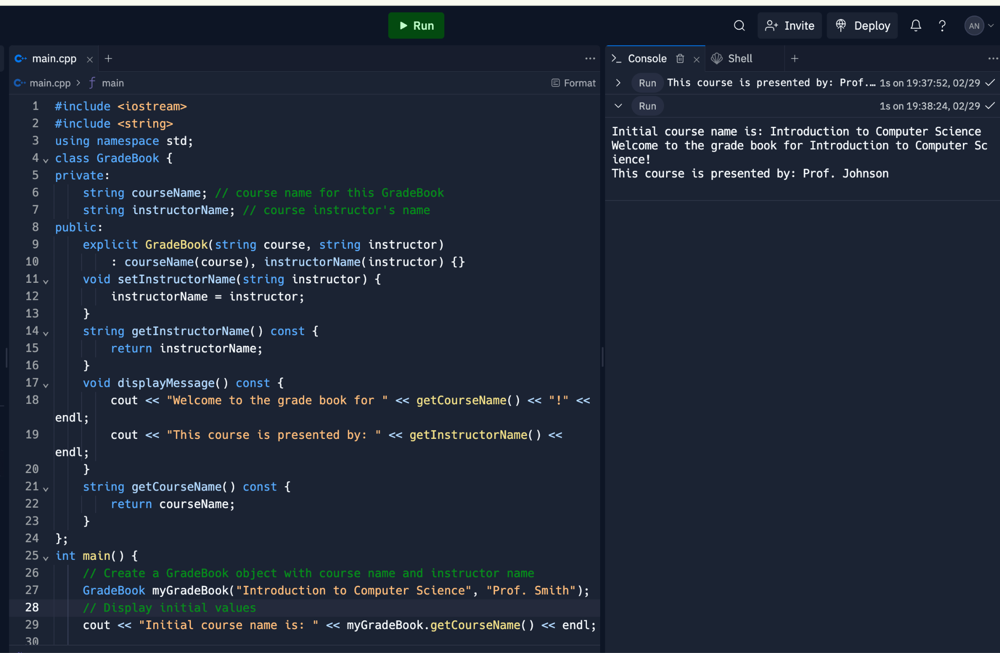 Run
Invite
Deploy
?
AN
main.cpp
Console
Shell
main.cpp > f main
Format
1 #include <iostream>
2 #include <string>
3 using namespace std;
4 class GradeBook {
5 private:
6 string courseName; // course name for this GradeBook
7 string instructorName; // course instructor's name
8 public:
9 explicit GradeBook(string course, string instructor)
10 : courseName(course), instructorName(instructor) {}
11 void setInstructorName(string instructor) {
12 instructorName = instructor;
13 }
14 string getInstructorName() const {
15 return instructorName;
16 }
17 void displayMessage() const {
18 cout << "Welcome to the grade book for " << getCourseName() << "!" <<
endl;
19 cout << "This course is presented by: " << getInstructorName() <<
endl;
20 }
21 string getCourseName() const {
22 return courseName;
23 }
24 };
25 int main() {
26 // Create a GradeBook object with course name and instructor name
27 GradeBook myGradeBook("Introduction to Computer Science", "Prof. Smith");
28 // Display initial values
29 cout << "Initial course name is: " << myGradeBook.getCourseName() << endl;
30
Run This course is presented by: Prof.… 1s on 19:37:52, 02/29
Run 1s on 19:38:24, 02/29
Initial course name is: Introduction to Computer Science
Welcome to the grade book for Introduction to Computer Sc
ience!
This course is presented by: Prof. Johnson